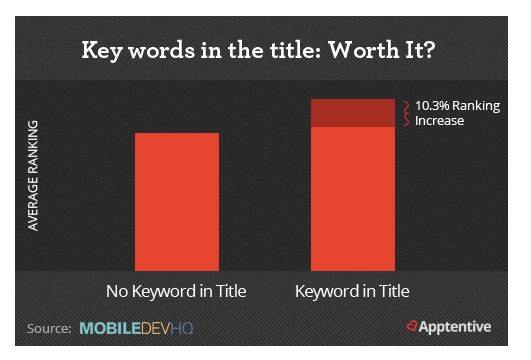 Key words in the title: Worth It?
AVERAGE RANKING
10.3% Ranking
Increase
No Keyword in Title
Keyword in Title
Source: MOBILEDEVHQ
Apptentive